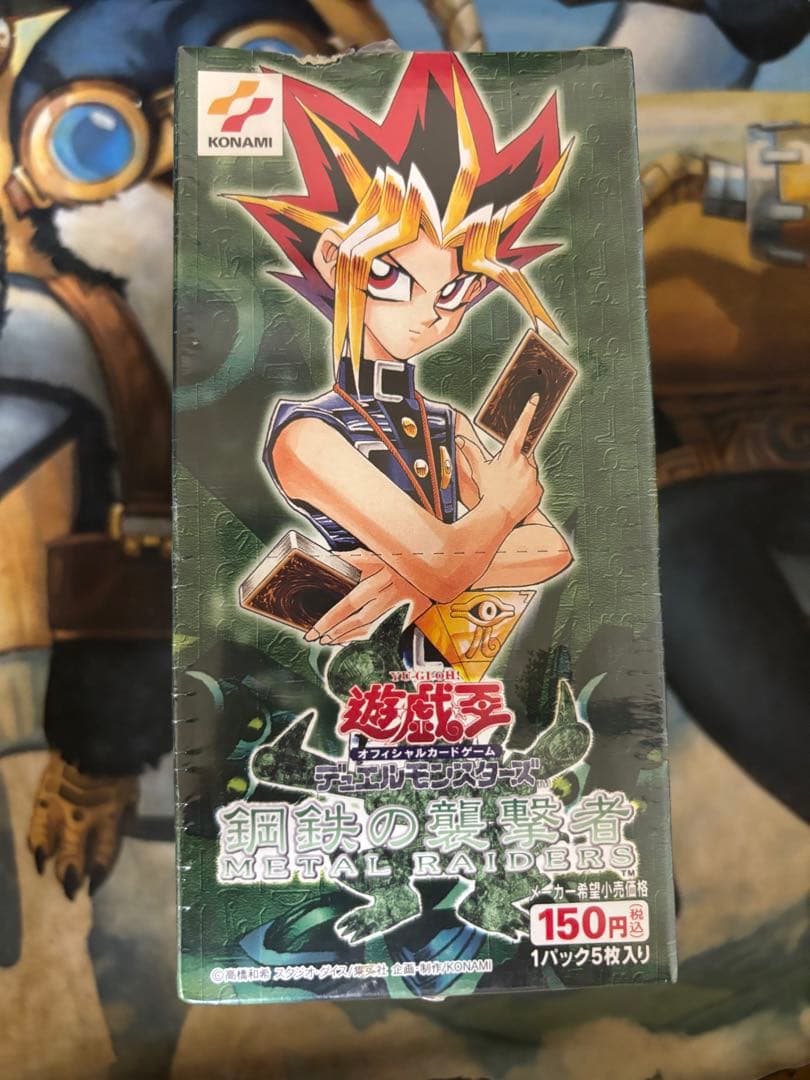 KONAMI
YU-GI-OH!
遊戯王
オフィシャルカードゲーム
デュエルモンスターズ™
鋼鉄の襲撃者
METAL RAIDERS™
メーカー希望小売価格
150円(税込)
1パック5枚入り
©高橋和希 スタジオ・ダイス/集英社 企画・制作/KONAMI